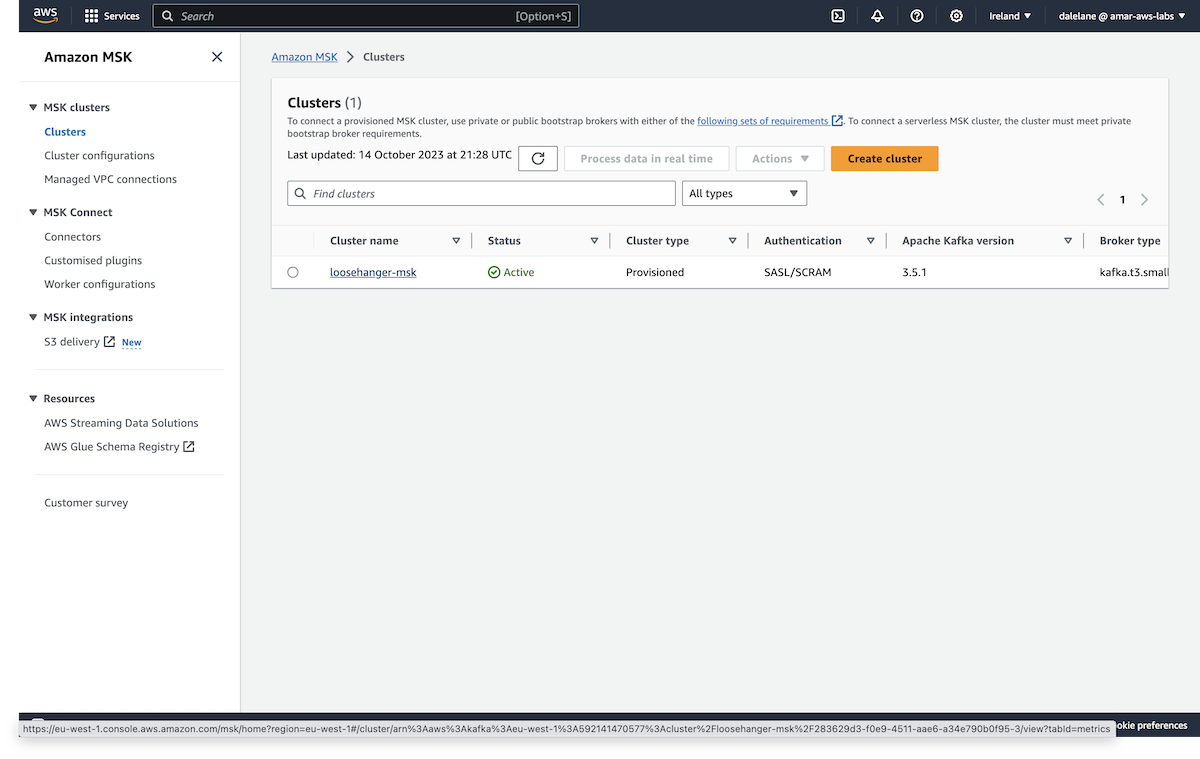 aws
Services
Search
[Option+S]
Ireland
dalelane @ amar-aws-labs
Amazon MSK
MSK clusters
Clusters
Cluster configurations
Managed VPC connections
MSK Connect
Connectors
Customised plugins
Worker configurations
MSK integrations
S3 delivery New
Resources
AWS Streaming Data Solutions
AWS Glue Schema Registry
Customer survey
Amazon MSK > Clusters
Clusters (1)
To connect a provisioned MSK cluster, use private or public bootstrap brokers with either of the following sets of requirements. To connect a serverless MSK cluster, the cluster must meet private
bootstrap broker requirements.
Last updated: 14 October 2023 at 21:28 UTC
Process data in real time
Actions
Create cluster
Find clusters
All types
1
Cluster name Status Cluster type Authentication Apache Kafka version Broker type
loosehanger-msk Active Provisioned SASL/SCRAM 3.5.1 kafka.t3.small
https://eu-west-1.console.aws.amazon.com/msk/home?region=eu-west-1#/cluster/arn%3Aaws%3Akafka%3Aeu-west-1%3A592141470577%3Acluster%2Floosehanger-msk%2F283629d3-f0e9-4511-aae6-a34e790b0f95-3/view?tabId=metrics
okie preferences